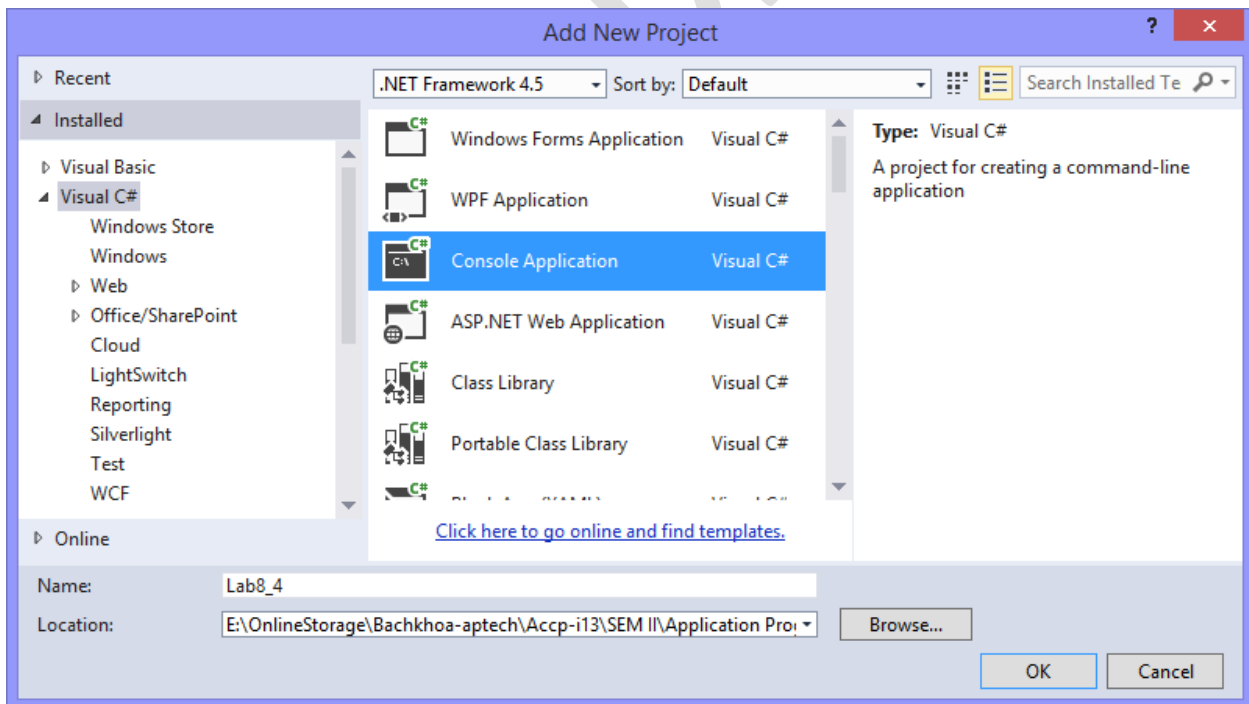 Add New Project
?
×
Recent
Installed
Visual Basic
Visual C#
Windows Store
Windows
Web
Office/SharePoint
Cloud
LightSwitch
Reporting
Silverlight
Test
WCF
Online
.NET Framework 4.5
Sort by: Default
Search Installed Te
C# Windows Forms Application Visual C#
C# WPF Application Visual C#
C# C:\ Console Application Visual C#
C# ASP.NET Web Application Visual C#
C# Class Library Visual C#
C# Portable Class Library Visual C#
C#
Click here to go online and find templates.
Type: Visual C#
A project for creating a command-line
application
Name: Lab8_4
Location: E:\OnlineStorage\Bachkhoa-aptech\Accp-i13\SEM II\Application Pro
Browse...
OK Cancel